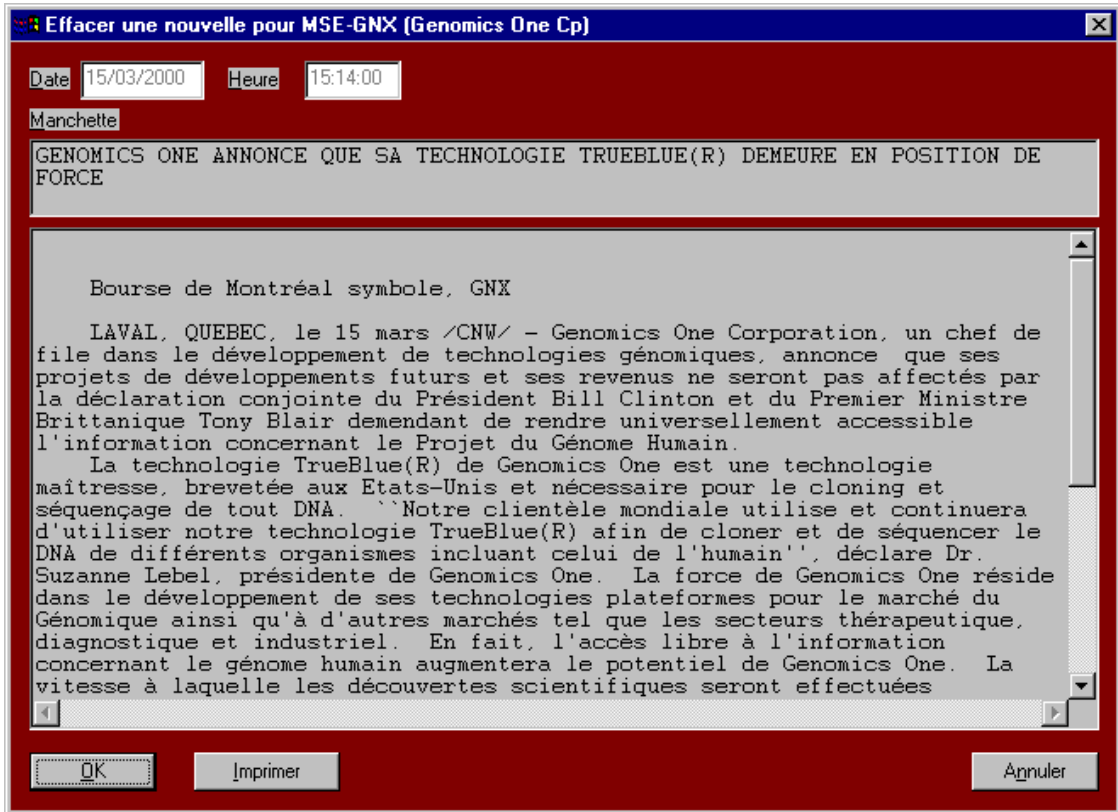 Effacer une nouvelle pour MSE-GNX (Genomics One Cp)
Date 15/03/2000 Heure 15:14:00
Manchette
GENOMICS ONE ANNONCE QUE SA TECHNOLOGIE TRUEBLUE(R) DEMEURE EN POSITION DE
FORCE
Bourse de Montréal symbole, GNX
LAVAL, QUEBEC, le 15 mars /CNW/ - Genomics One Corporation, un chef de
file dans le développement de technologies génomiques, annonce  que ses
projets de développements futurs et ses revenus ne seront pas affectés par
la déclaration conjointe du Président Bill Clinton et du Premier Ministre
Brittanique Tony Blair demendant de rendre universellement accessible
l'information concernant le Projet du Génome Humain.
La technologie TrueBlue(R) de Genomics One est une technologie
maîtresse, brevetée aux Etats-Unis et nécessaire pour le cloning et
séquençage de tout DNA.  ``Notre clientèle mondiale utilise et continuera
d'utiliser notre technologie TrueBlue(R) afin de cloner et de séquencer le
DNA de différents organismes incluant celui de l'humain'', déclare Dr.
Suzanne Lebel, présidente de Genomics One.  La force de Genomics One réside
dans le développement de ses technologies plateformes pour le marché du
Génomique ainsi qu'à d'autres marchés tel que les secteurs thérapeutique,
diagnostique et industriel.  En fait, l'accès libre à l'information
concernant le génome humain augmentera le potentiel de Genomics One.  La
vitesse à laquelle les découvertes scientifiques seront effectuées
OK Imprimer Annuler